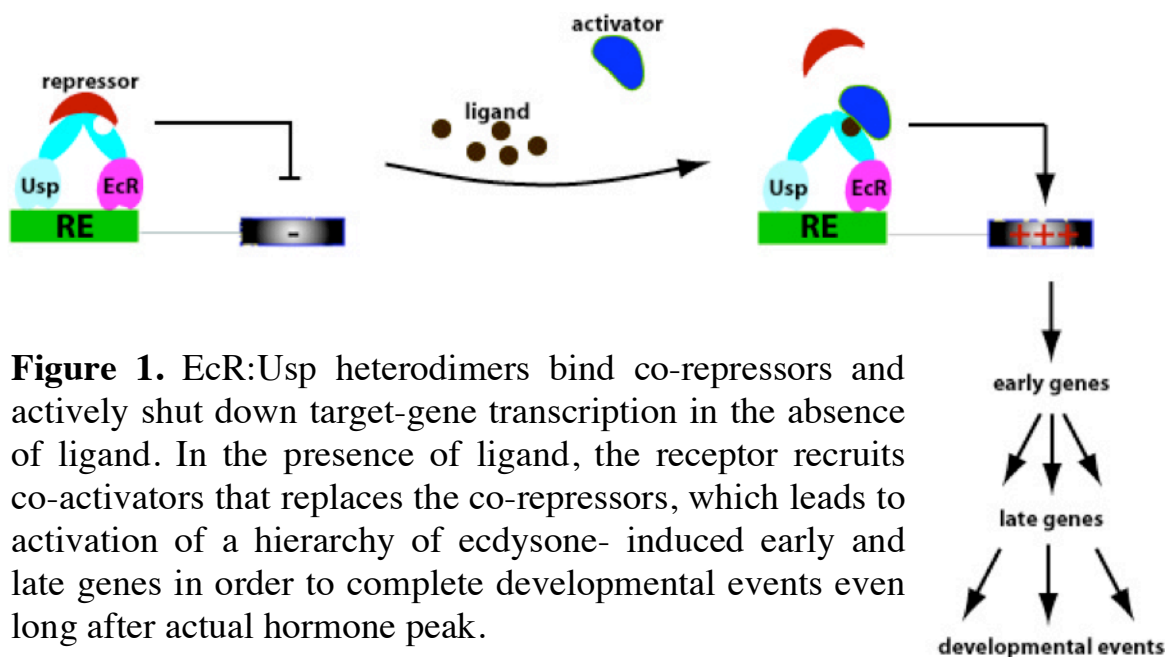 activator
repressor
ligand
Usp
EcR
RE
-
Usp
EcR
RE
+++
Figure 1. EcR:Usp heterodimers bind co-repressors and
actively shut down target-gene transcription in the absence
of ligand. In the presence of ligand, the receptor recruits
co-activators that replaces the co-repressors, which leads to
activation of a hierarchy of ecdysone- induced early and
late genes in order to complete developmental events even
long after actual hormone peak.
early genes
late genes
developmental events